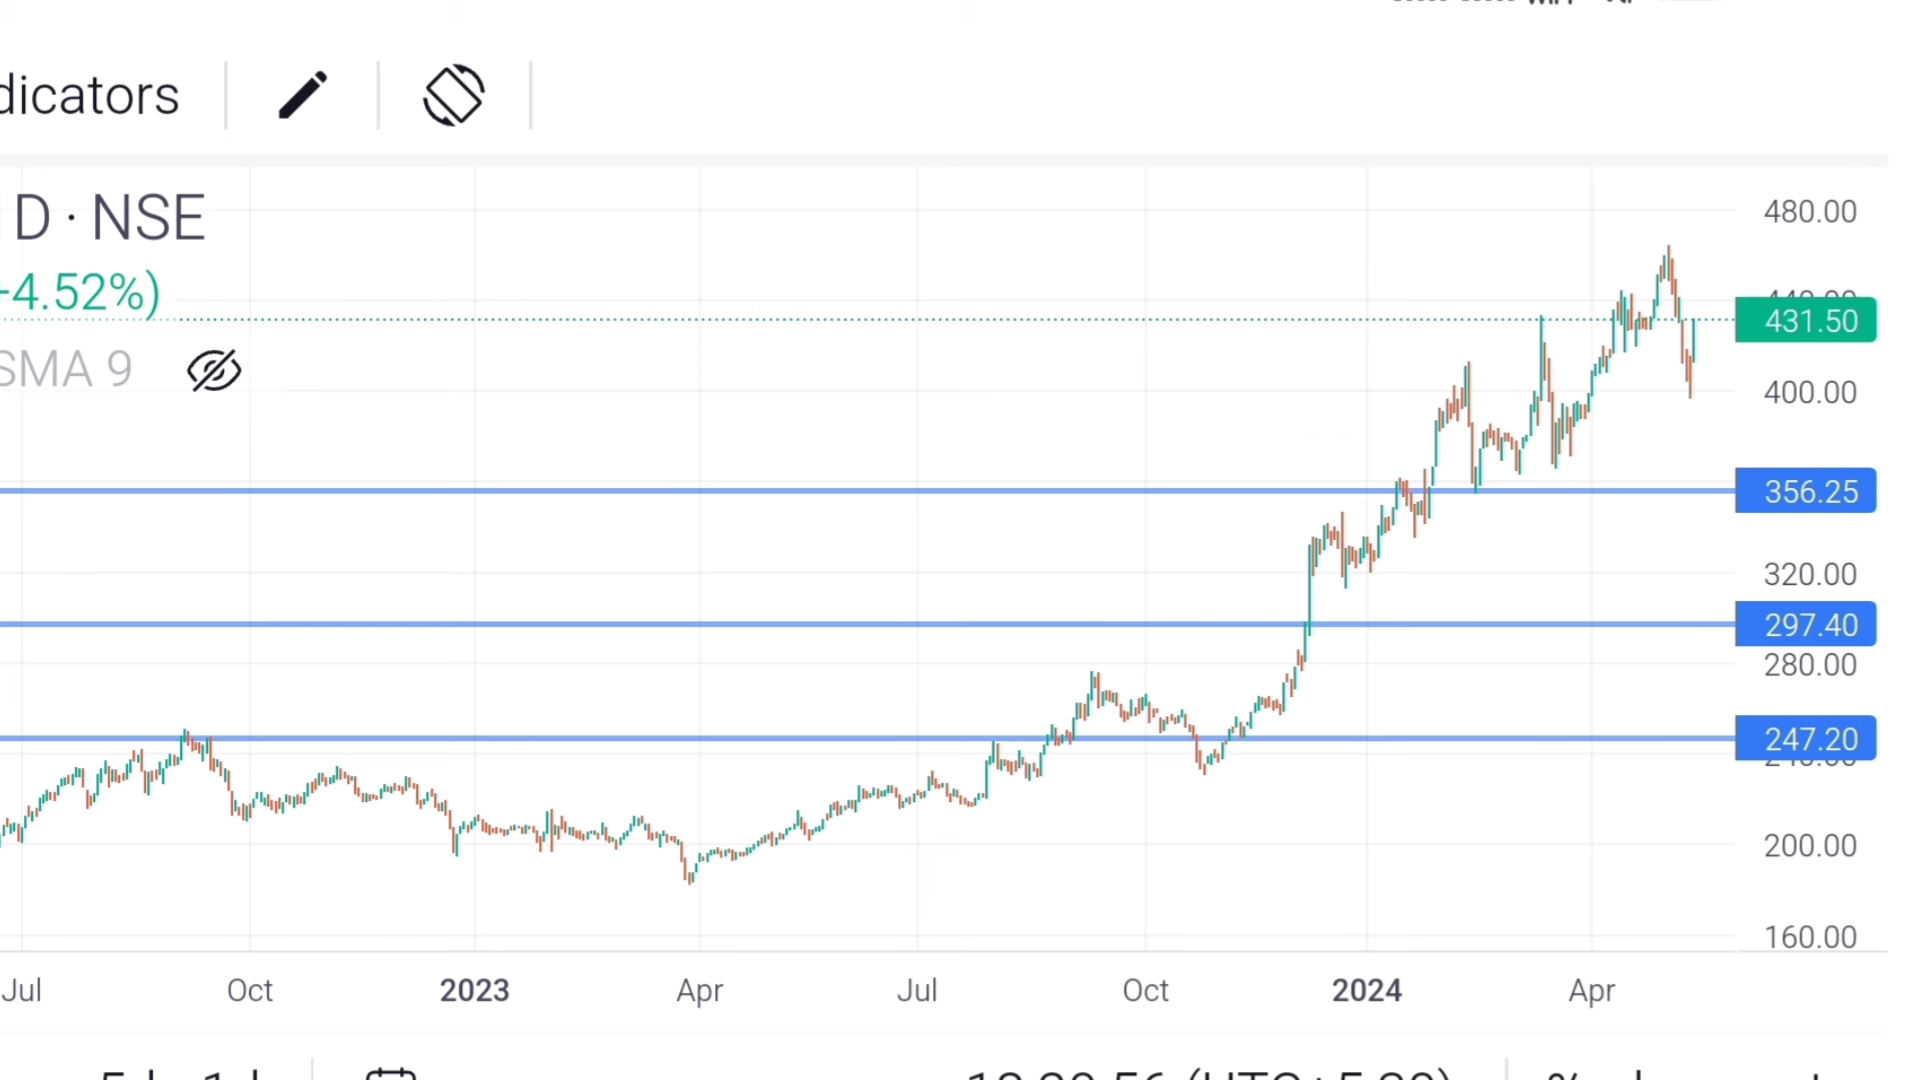 dicators
D · NSE
4.52%)
SMA 9
480.00
431.50
400.00
356.25
320.00
297.40
280.00
247.20
200.00
160.00
Jul Oct 2023 Apr Jul Oct 2024 Apr